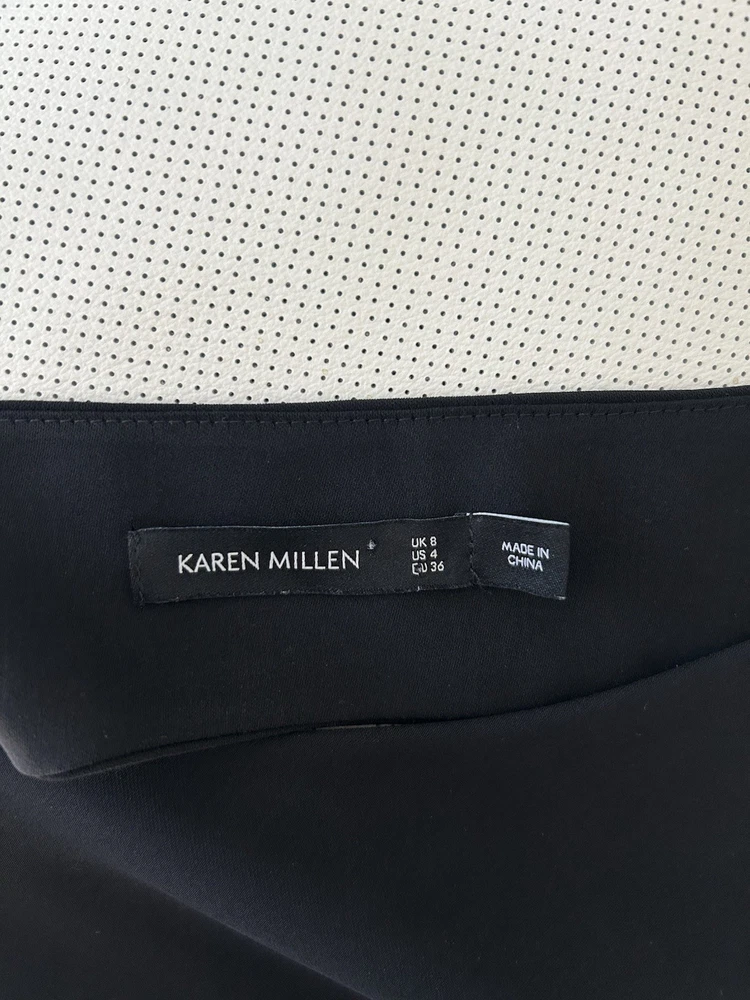 KAREN MILLEN
UK 8
US 4
EU 36
MADE IN
CHINA